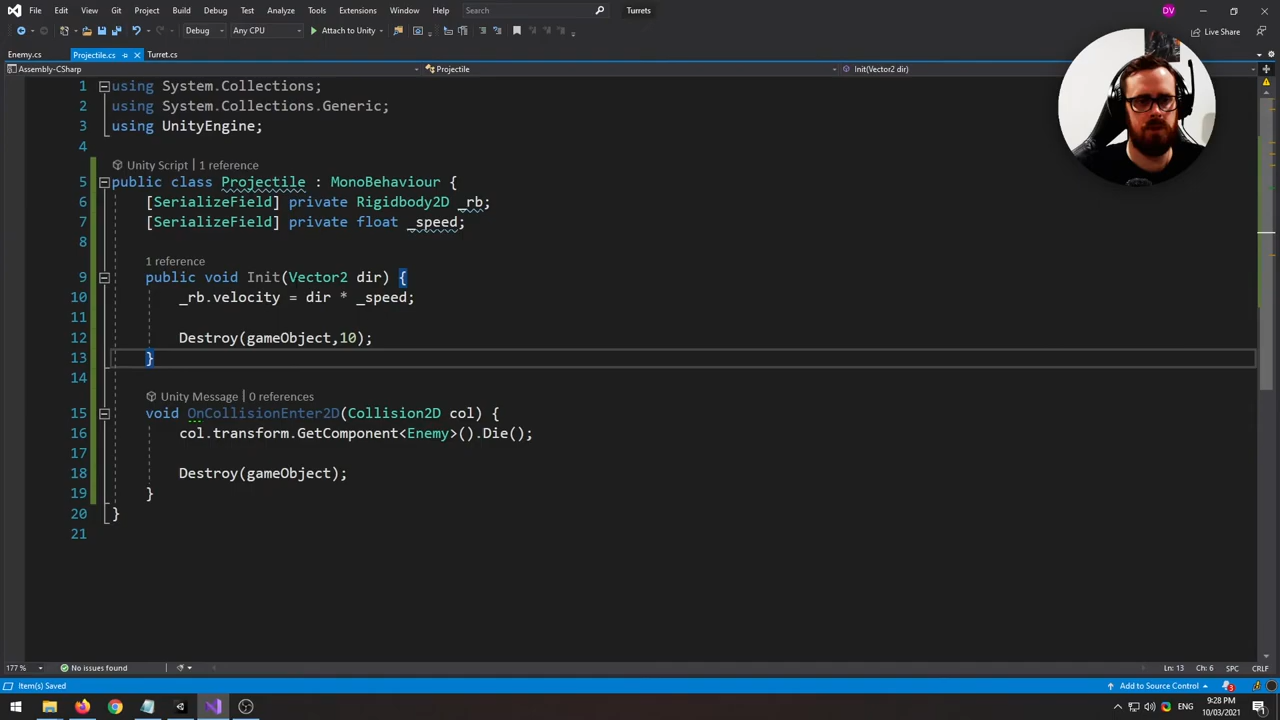 File Edit View Git Project Build Debug Test Analyze Tools Extensions Window Help Search Turrets DV
Debug Any CPU Attach to Unity Live Share
Enemy.cs Projectile.cs Turret.cs
Assembly-CSharp Projectile Init(Vector2 dir)
1 using System.Collections;
2 using System.Collections.Generic;
3 using UnityEngine;
4
Unity Script | 1 reference
5 public class Projectile : MonoBehaviour {
6 [SerializeField] private Rigidbody2D _rb;
7 [SerializeField] private float _speed;
8
1 reference
9 public void Init(Vector2 dir) {
10 _rb.velocity = dir * _speed;
11
12 Destroy(gameObject,10);
13 }
14
Unity Message | 0 references
15 void OnCollisionEnter2D(Collision2D col) {
16 col.transform.GetComponent<Enemy>().Die();
17
18 Destroy(gameObject);
19 }
20 }
21
177 % No issues found Ln: 13 Ch: 6 SPC CRLF
Item(s) Saved Add to Source Control 3
ENG 9:28 PM
10/03/2021 1